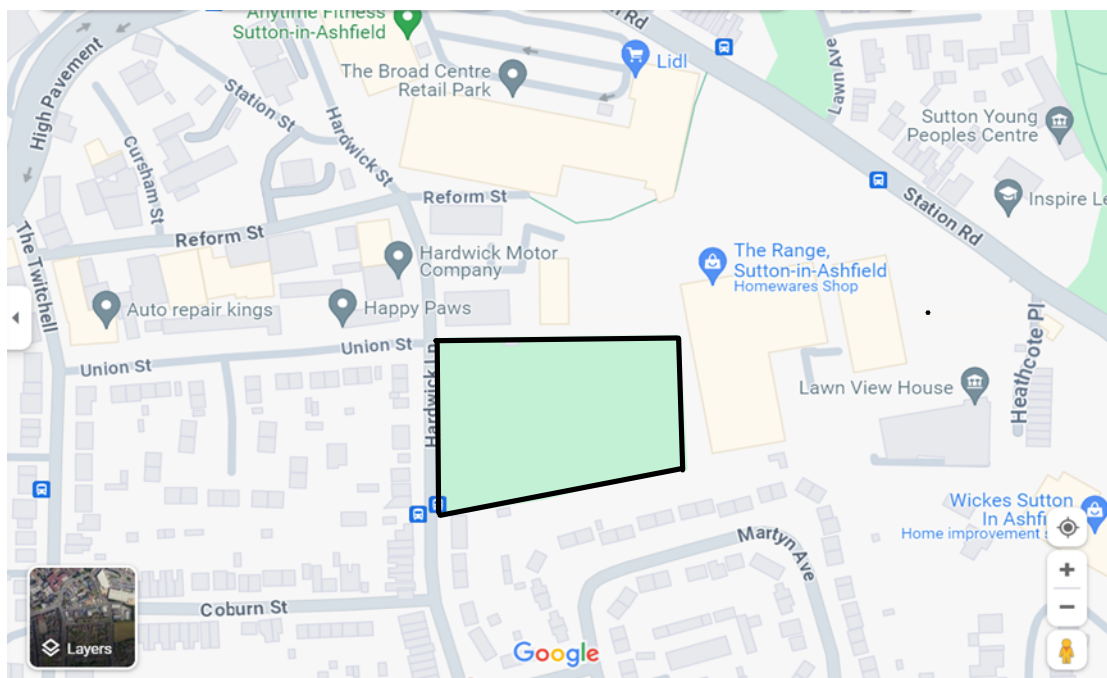 Anytime Fitness
Sutton-in-Ashfield
n Rd
High Pavement
The Broad Centre
Retail Park
Lidl
Lawn Ave
Station St
Hardwick St
Cursham St
Sutton Young
Peoples Centre
Reform St
Inspire Le
Station Rd
The Twitchell
Reform St
Hardwick Motor
Company
The Range,
Sutton-in-Ashfield
Homewares Shop
Auto repair kings
Happy Paws
Union St
Union St
Hardwick Ln
Heathcote Pl
Lawn View House
Wickes Sutton
In Ashfi
Home improvement s
Martyn Ave
Coburn St
Layers
Google